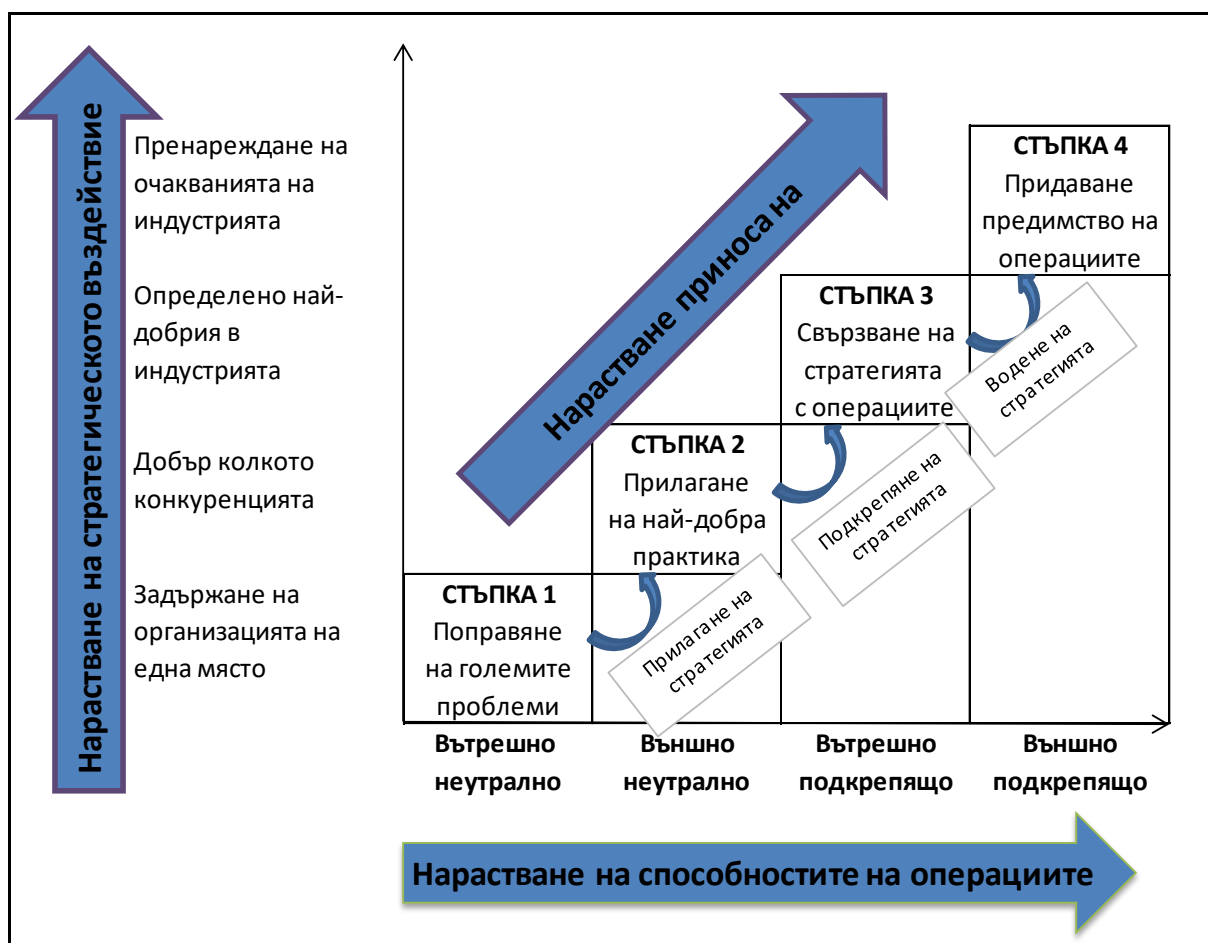 Нарастване на стратегическото въздействие
Пренареждане на
очакванията на
индустрията
Определено най-
добрия в
индустрията
Добър колкото
конкуренцията
Задържане на
организацията на
една място
Нарастване приноса на
СТЪПКА 4
Придаване
предимство на
операциите
СТЪПКА 3
Свързване на
стратегията
с операциите
СТЪПКА 2
Прилагане
на най-добра
практика
СТЪПКА 1
Поправяне
на големите
проблеми
Прилагане на
стратегията
Подкрепяне на
стратегията
Водене на
стратегията
Вътрешно
неутрално
Външно
неутрално
Вътрешно
подкрепящо
Външно
подкрепящо
Нарастване на способностите на операциите